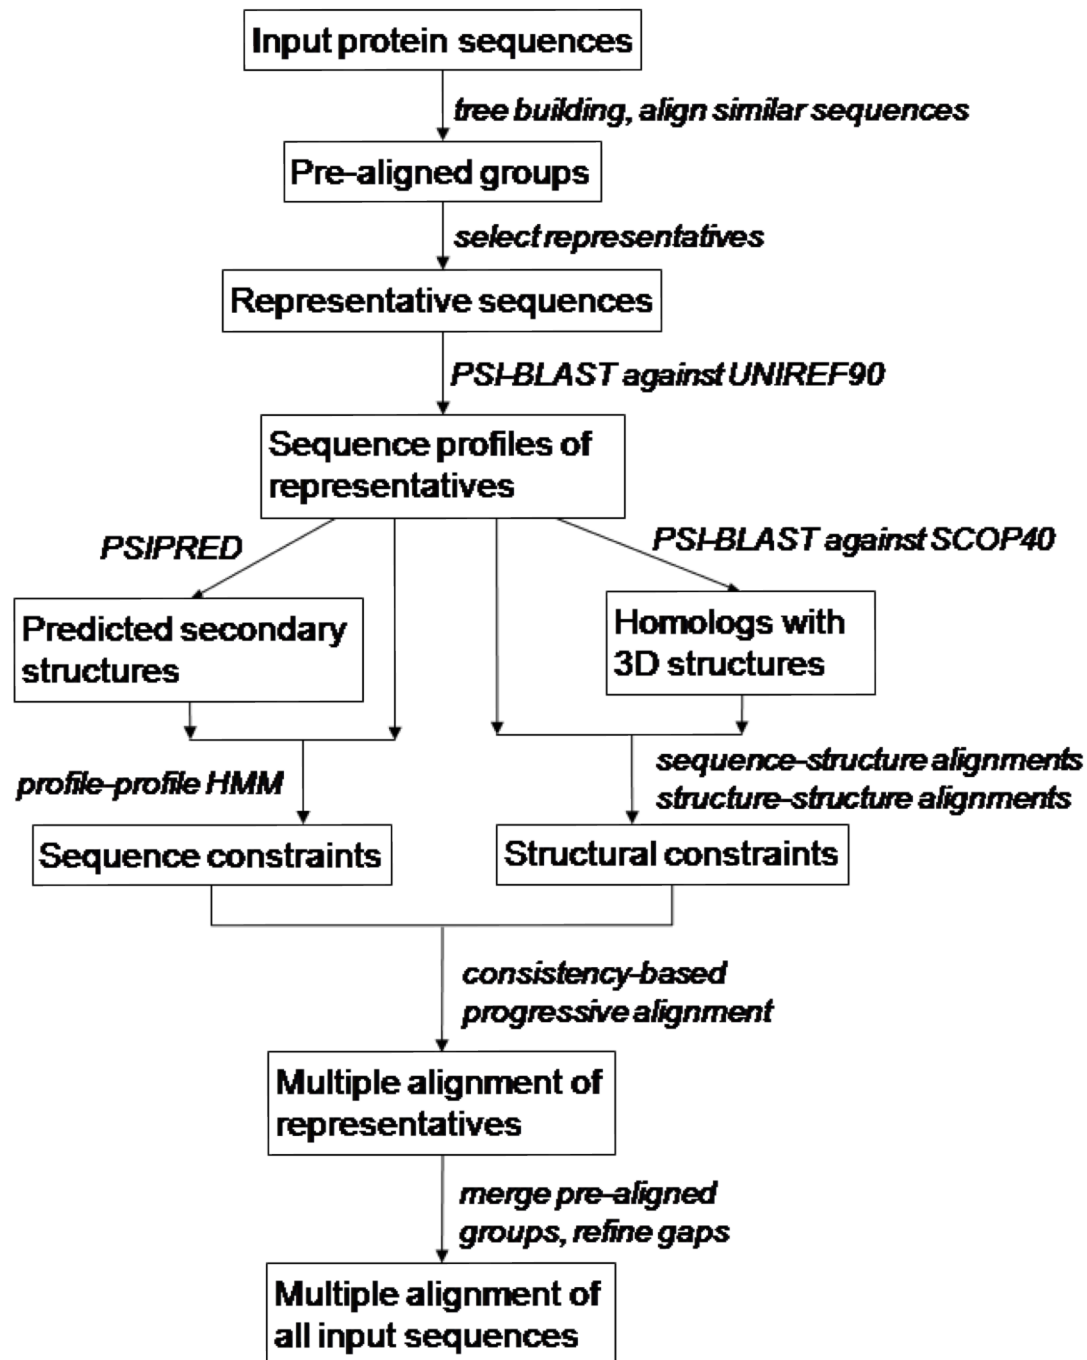 Input protein sequences
tree building, align similar sequences
Pre-aligned groups
select representatives
Representative sequences
PSI-BLAST against UNIREF90
Sequence profiles of
representatives
PSIPRED
PSI-BLAST against SCOP40
Predicted secondary
structures
Homologs with
3D structures
profile-profile HMM
sequence-structure alignments
structure-structure alignments
Sequence constraints
Structural constraints
consistency-based
progressive alignment
Multiple alignment of
representatives
merge pre-aligned
groups, refine gaps
Multiple alignment of
all input sequences